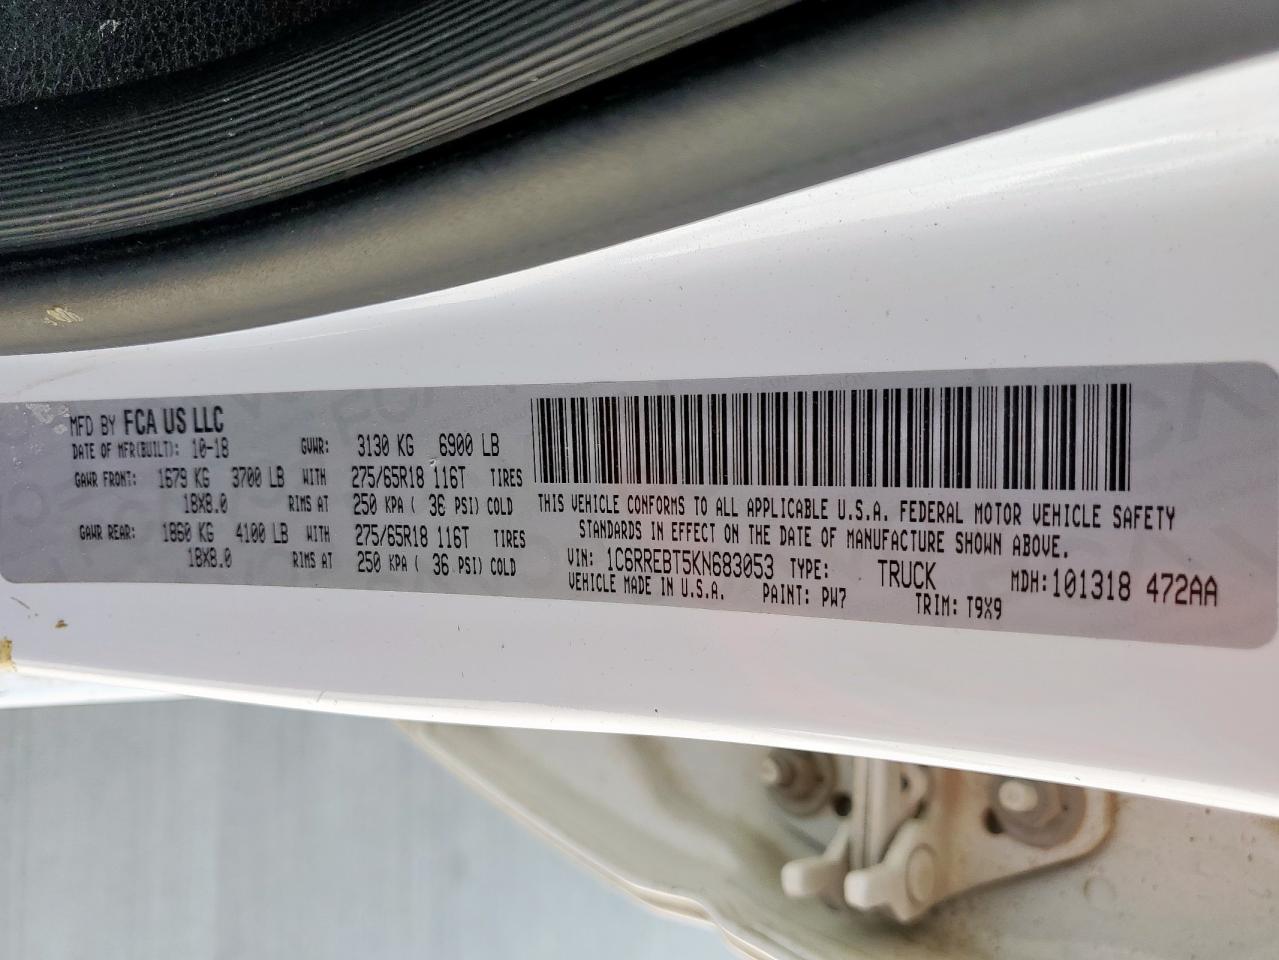 MFD BY FCA US LLC
DATE OF MFR(BUILT): 10-18 GVWR: 3130 KG 6900 LB
GAWR FRONT: 1679 KG 3700 LB WITH 275/65R18 116T TIRES
18X8.0 RIMS AT 250 KPA ( 36 PSI) COLD
GAWR REAR: 1860 KG 4100 LB WITH 275/65R18 116T TIRES
18X8.0 RIMS AT 250 KPA ( 36 PSI) COLD
THIS VEHICLE CONFORMS TO ALL APPLICABLE U.S.A. FEDERAL MOTOR VEHICLE SAFETY
STANDARDS IN EFFECT ON THE DATE OF MANUFACTURE SHOWN ABOVE.
VIN: 1C6RREBT5KN683053 TYPE: TRUCK MDH:101318 472AA
VEHICLE MADE IN U.S.A. PAINT: PW7 TRIM: T9X9